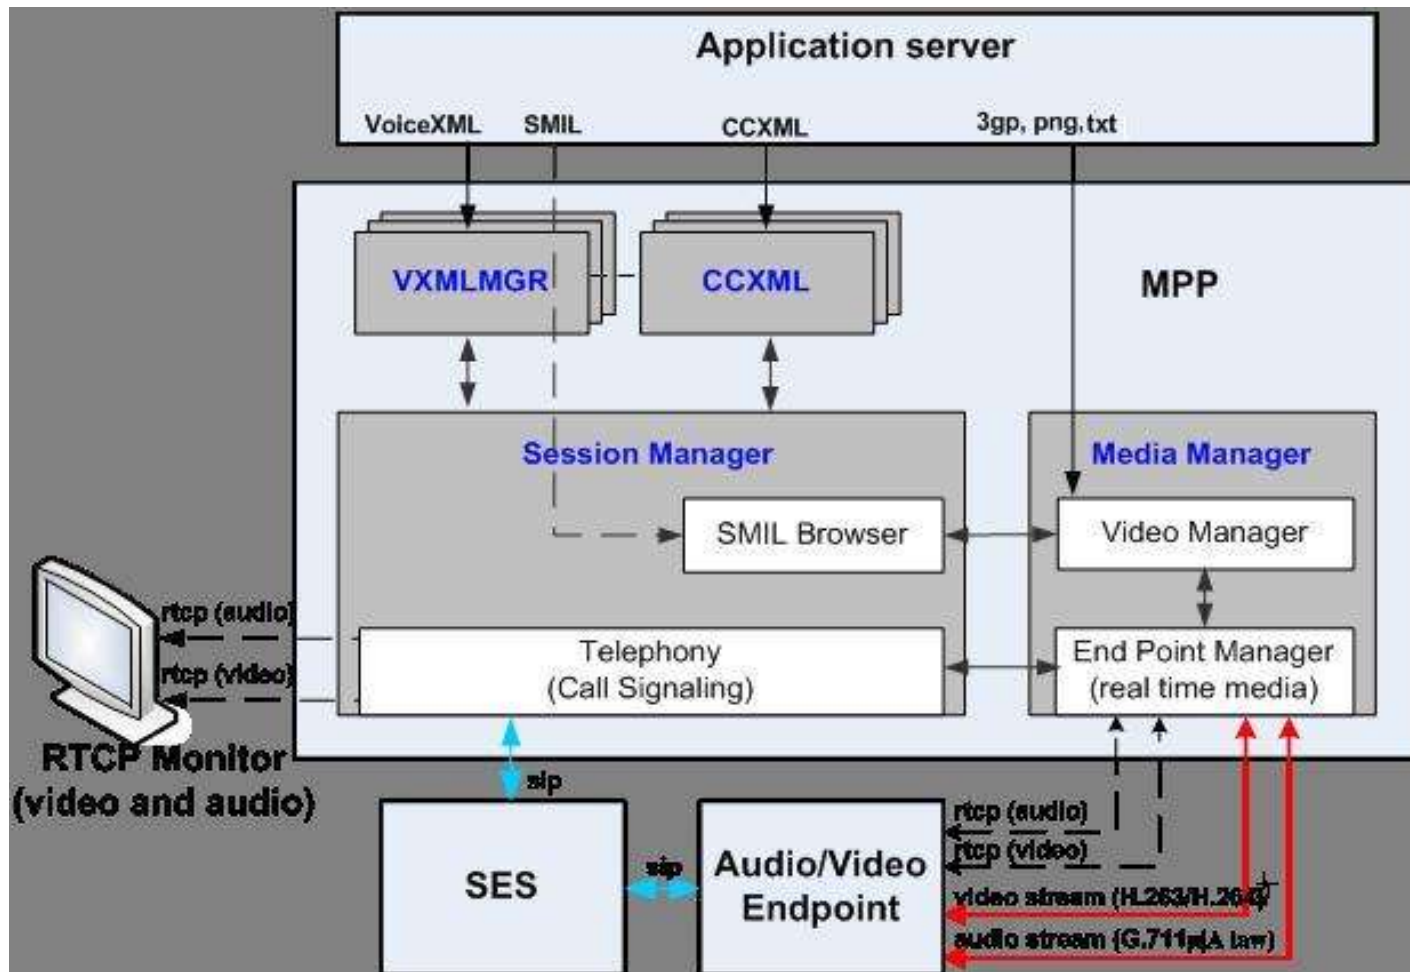 Application server
VoiceXML SMIL CCXML 3gp, png,txt
VXMLMGR CCXML MPP
Session Manager Media Manager
SMIL Browser Video Manager
rtcp (audio)
rtcp (video)
Telephony
(Call Signaling)
End Point Manager
(real time media)
RTCP Monitor
(video and audio)
sip
SES
sip
Audio/Video
Endpoint
rtcp (audio)
rtcp (video)
video stream (H.263/H.264)
audio stream (G.711μ/A law)